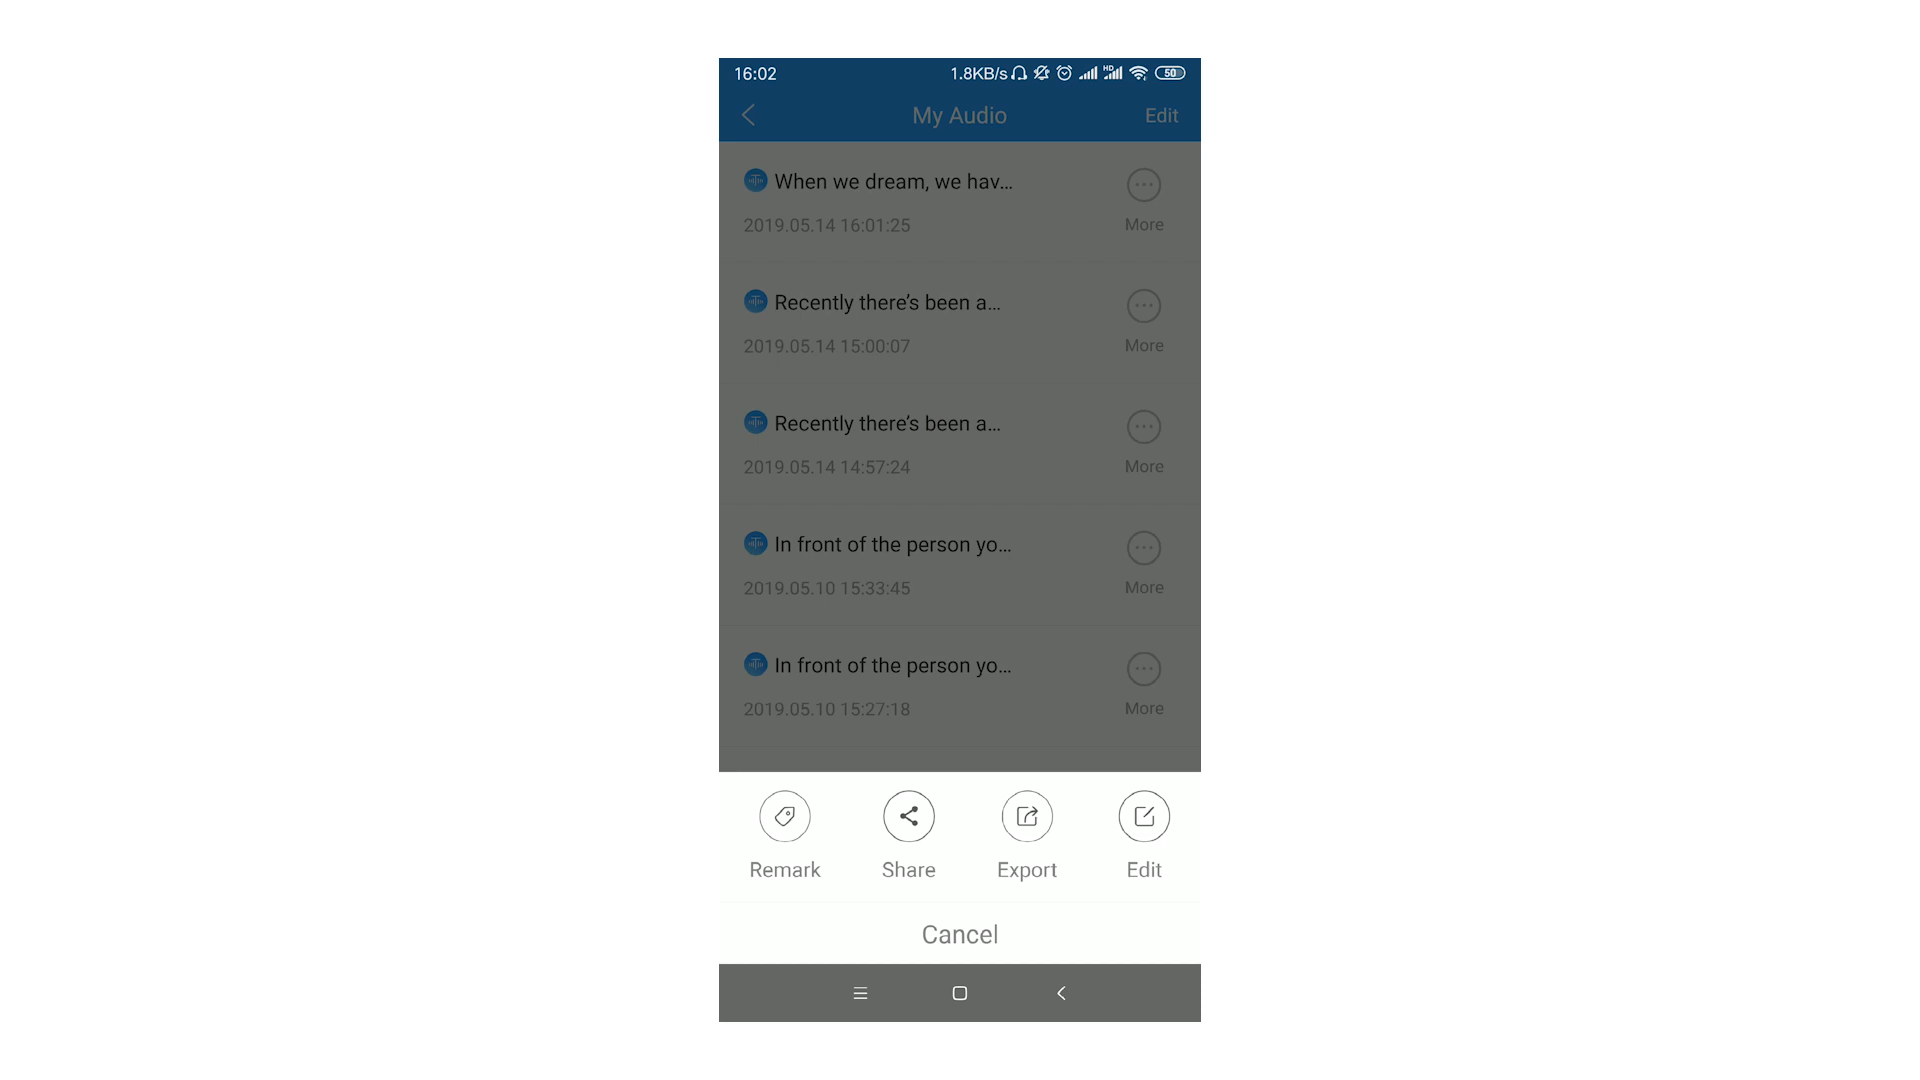 16:02 1.8KB/s HD 50
My Audio Edit
When we dream, we hav...
2019.05.14 16:01:25 More
Recently there's been a...
2019.05.14 15:00:07 More
Recently there's been a...
2019.05.14 14:57:24 More
In front of the person yo...
2019.05.10 15:33:45 More
In front of the person yo...
2019.05.10 15:27:18 More
Remark Share Export Edit
Cancel